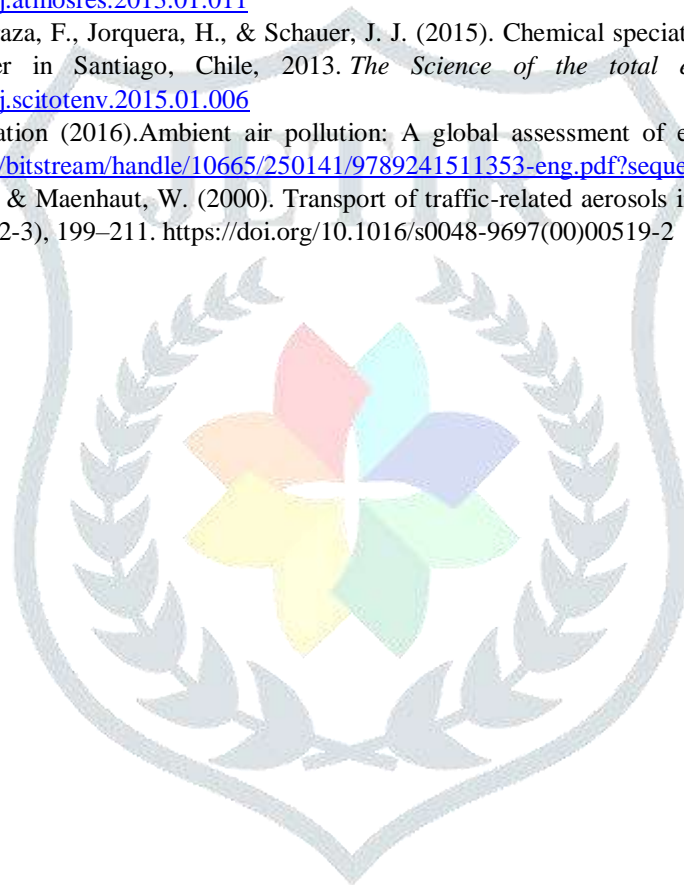 j.atmosres.2015.01.011
aza, F., Jorquera, H., & Schauer, J. J. (2015). Chemical speciat
er in Santiago, Chile, 2013. The Science of the total e
j.scitotenv.2015.01.006
ation (2016).Ambient air pollution: A global assessment of e
/bitstream/handle/10665/250141/9789241511353-eng.pdf?seque
& Maenhaut, W. (2000). Transport of traffic-related aerosols i
2-3), 199–211. https://doi.org/10.1016/s0048-9697(00)00519-2
JETIR